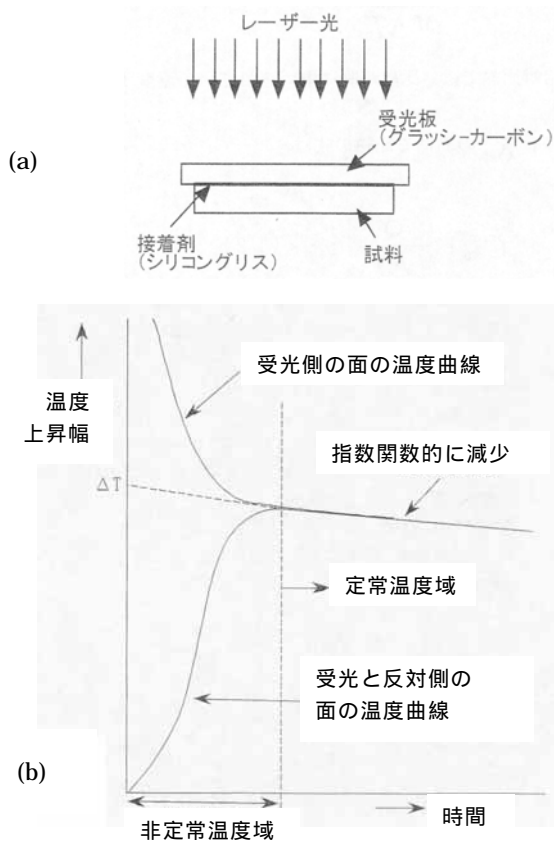 レーザー光
受光板
(グラッシーカーボン)
(a)
接着剤
(シリコングリス)
試料
受光側の面の温度曲線
温度
上昇幅
指数関数的に減少
ΔT
定常温度域
受光と反対側の
面の温度曲線
(b)
時間
非定常温度域